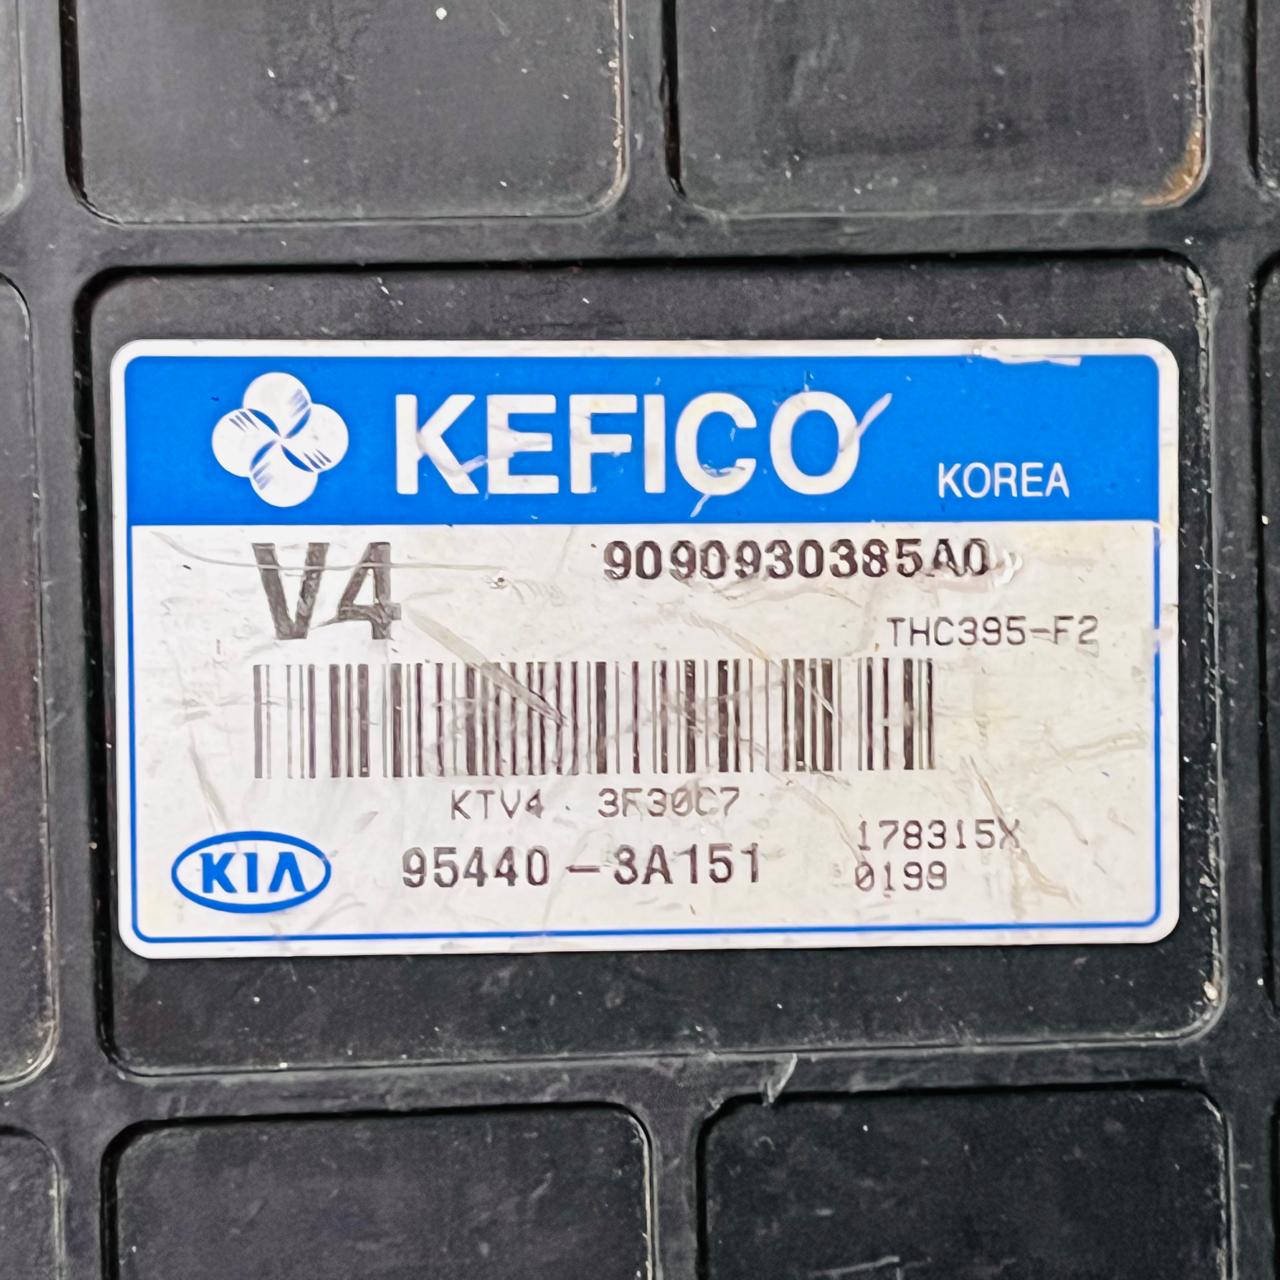 KEFICO
KOREA
V4
9090930385A0
THC395-F2
KTV4 3F30C7
178315X
KIA
95440-3A151
0199